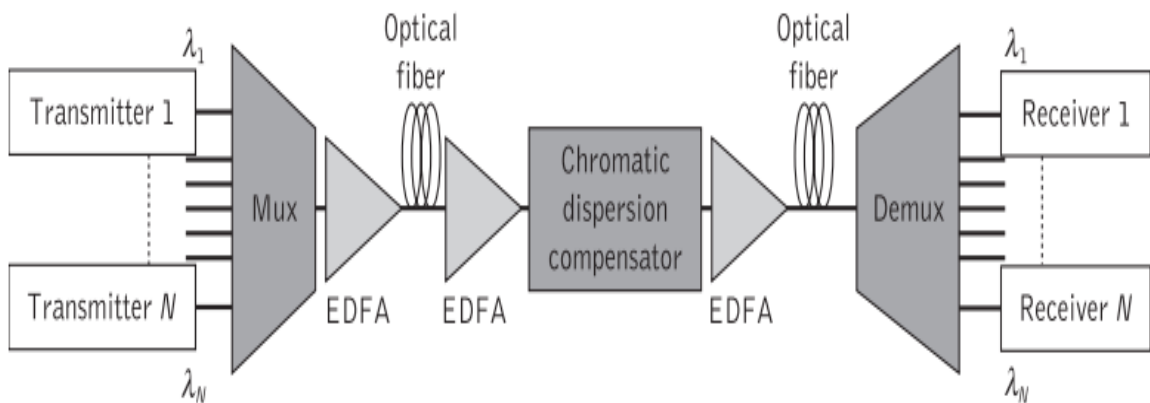 λ1
Transmitter 1
Transmitter N
λN
Mux
EDFA
Optical
fiber
EDFA
Chromatic
dispersion
compensator
EDFA
Optical
fiber
Demux
λ1
Receiver 1
Receiver N
λN